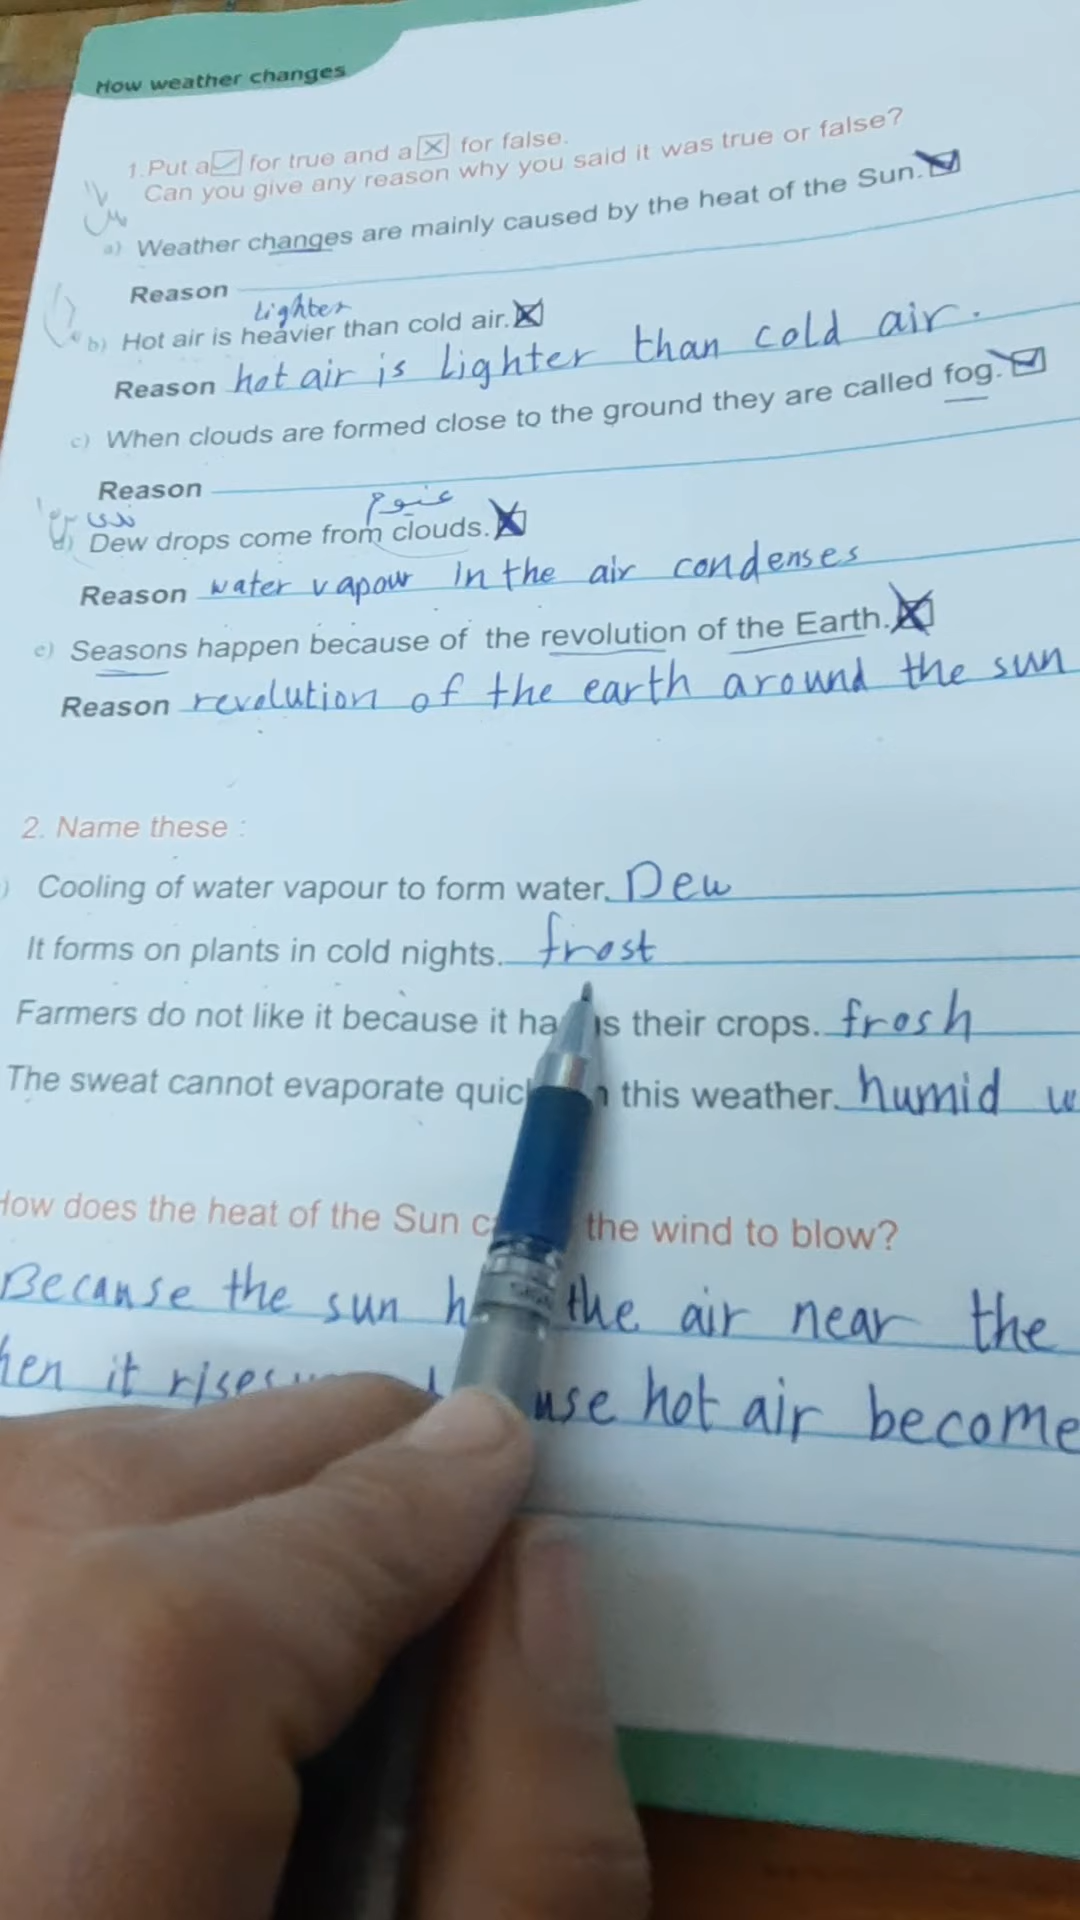 How weather changes
1. Put a ☑ for true and a ☒ for false.
Can you give any reason why you said it was true or false?
a) Weather changes are mainly caused by the heat of the Sun.
Reason
lighter
b) Hot air is heavier than cold air.
Reason hot air is lighter than cold air.
c) When clouds are formed close to the ground they are called fog.
Reason
d) Dew drops come from clouds.
Reason water vapour in the air condenses
e) Seasons happen because of the revolution of the Earth.
Reason revolution of the earth around the sun
2. Name these :
) Cooling of water vapour to form water. Dew
It forms on plants in cold nights. frost
Farmers do not like it because it their crops. frosh
The sweat cannot evaporate this weather. humid
How does the heat of the Sun the wind to blow?
Because the sun the air near the
it rises hot air become